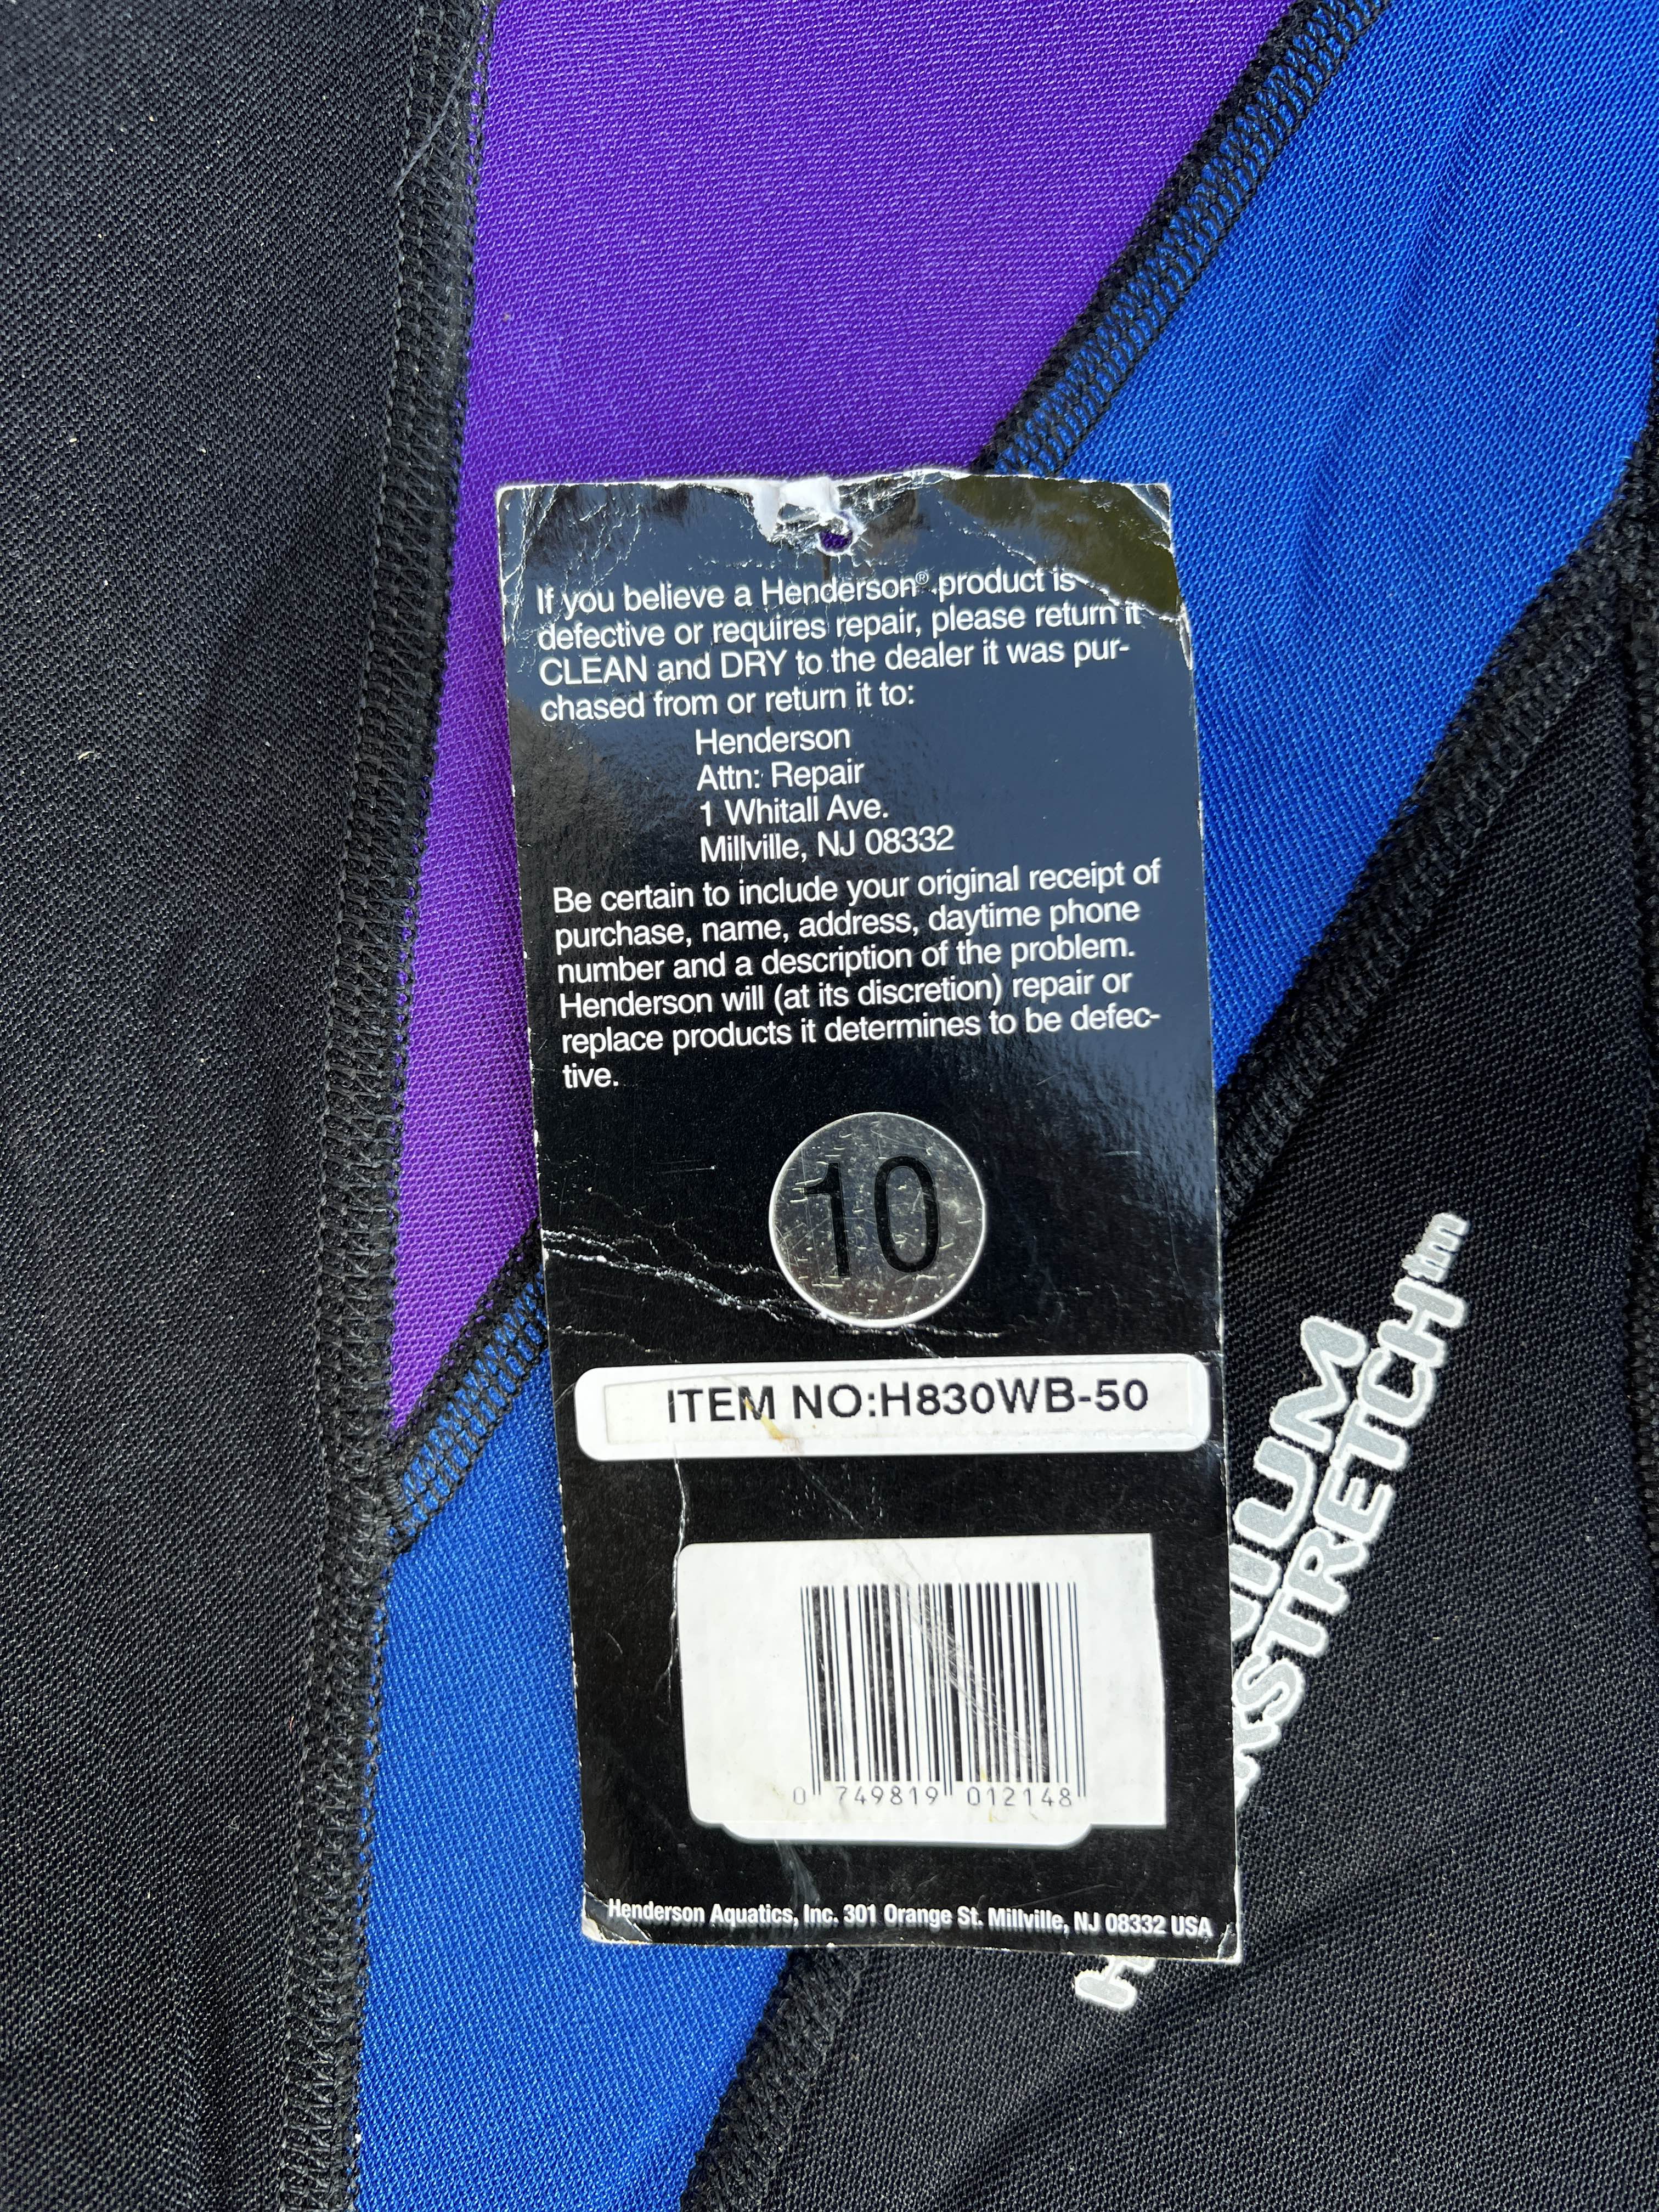 If you believe a Henderson® product is
defective or requires repair, please return it
CLEAN and DRY to the dealer it was pur-
chased from or return it to:
Henderson
Attn: Repair
1 Whitall Ave.
Millville, NJ 08332
Be certain to include your original receipt of
purchase, name, address, daytime phone
number and a description of the problem.
Henderson will (at its discretion) repair or
replace products it determines to be defec-
tive.
10
ITEM NO:H830WB-50
0 749819 012148
Henderson Aquatics, Inc. 301 Orange St. Millville, NJ 08332 USA